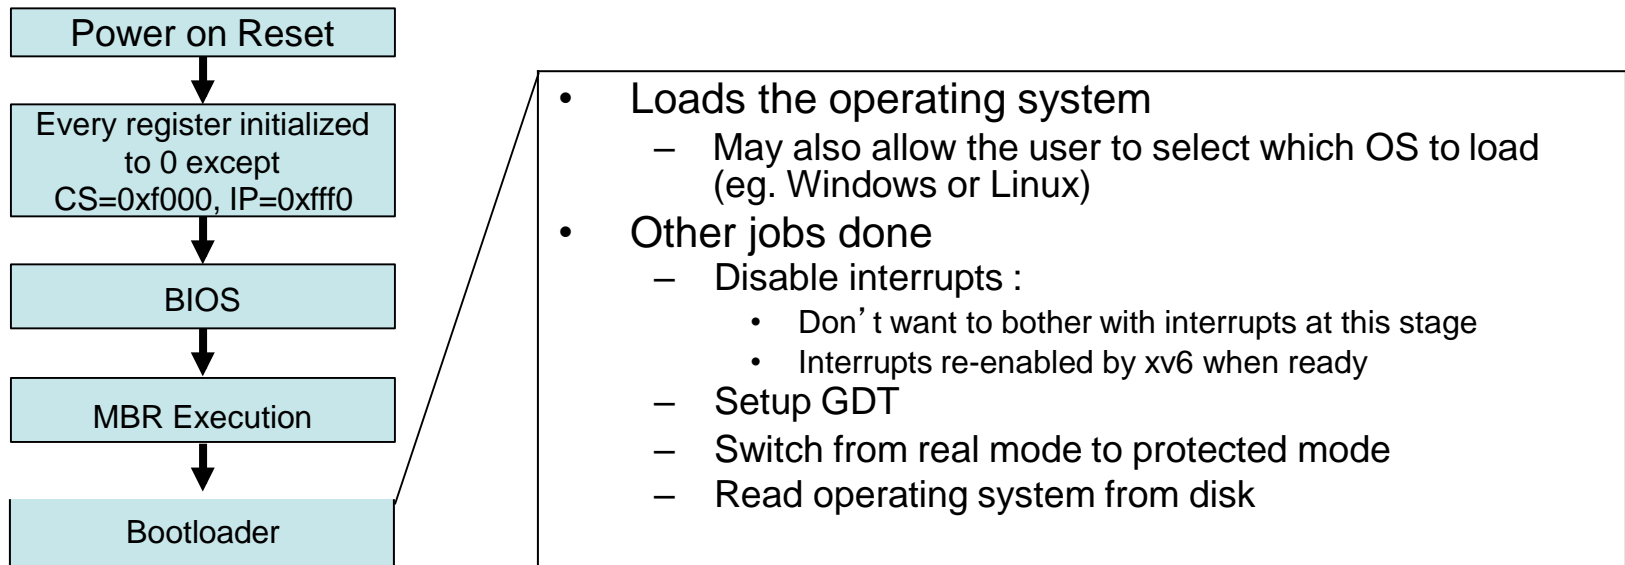 Power on Reset
Every register initialized
to 0 except
CS=0xf000, IP=0xfff0
BIOS
MBR Execution
Bootloader
• Loads the operating system
– May also allow the user to select which OS to load
(eg. Windows or Linux)
• Other jobs done
– Disable interrupts :
• Don’t want to bother with interrupts at this stage
• Interrupts re-enabled by xv6 when ready
– Setup GDT
– Switch from real mode to protected mode
– Read operating system from disk